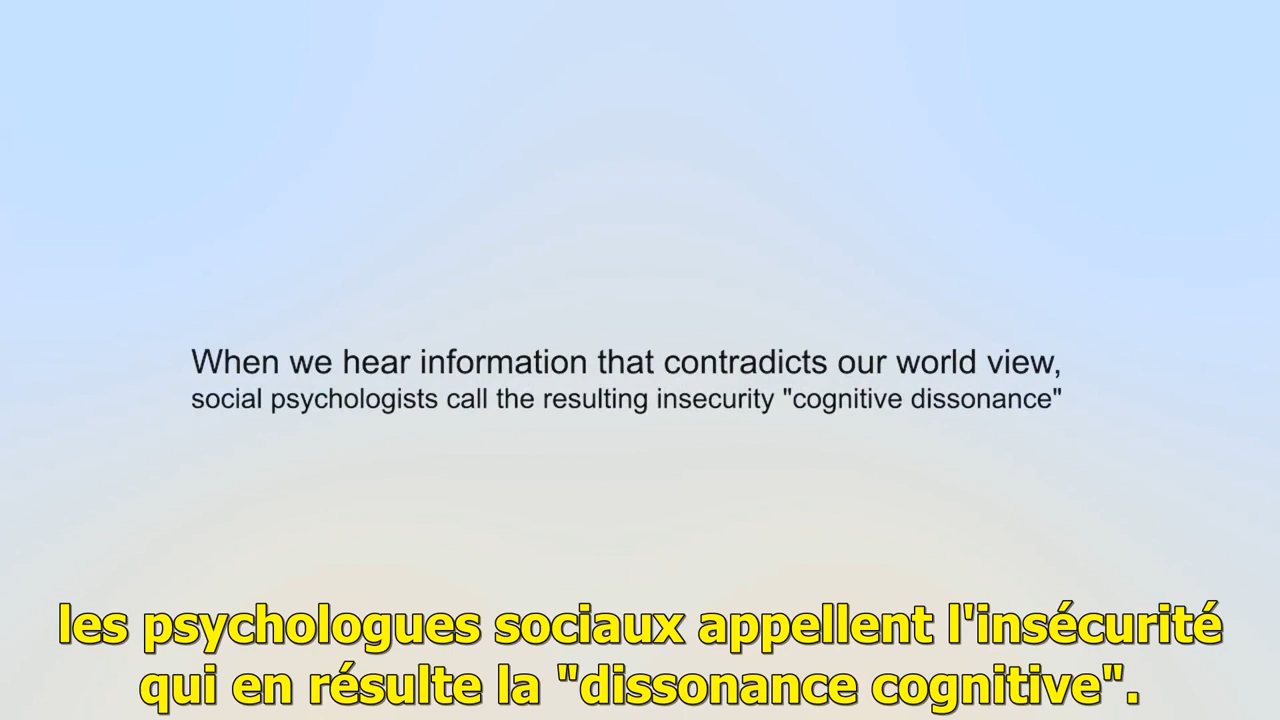 When we hear information that contradicts our world view,
social psychologists call the resulting insecurity "cognitive dissonance"
les psychologues sociaux appellent l'insécurité
qui en résulte la "dissonance cognitive".